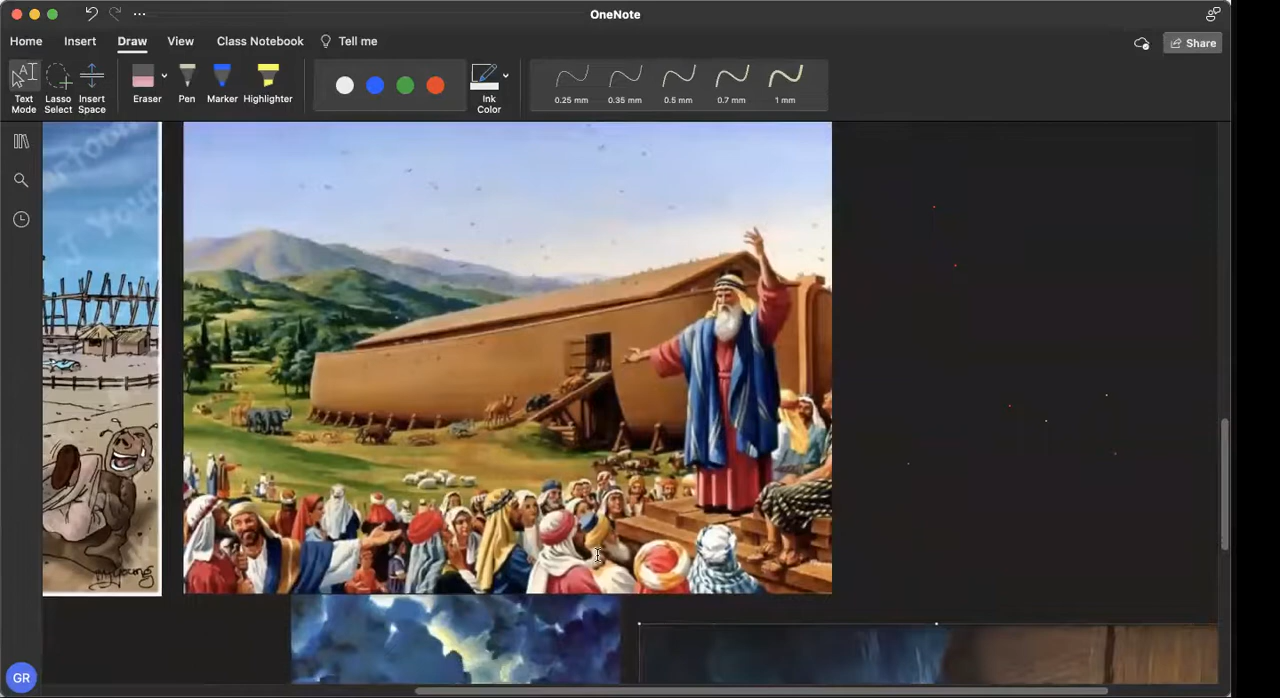 OneNote
Home Insert Draw View Class Notebook Tell me
Share
Text Mode
Lasso Select
Insert Space
Eraser
Pen
Marker
Highlighter
Ink Color
0.25 mm
0.35 mm
0.5 mm
0.7 mm
1 mm
GR